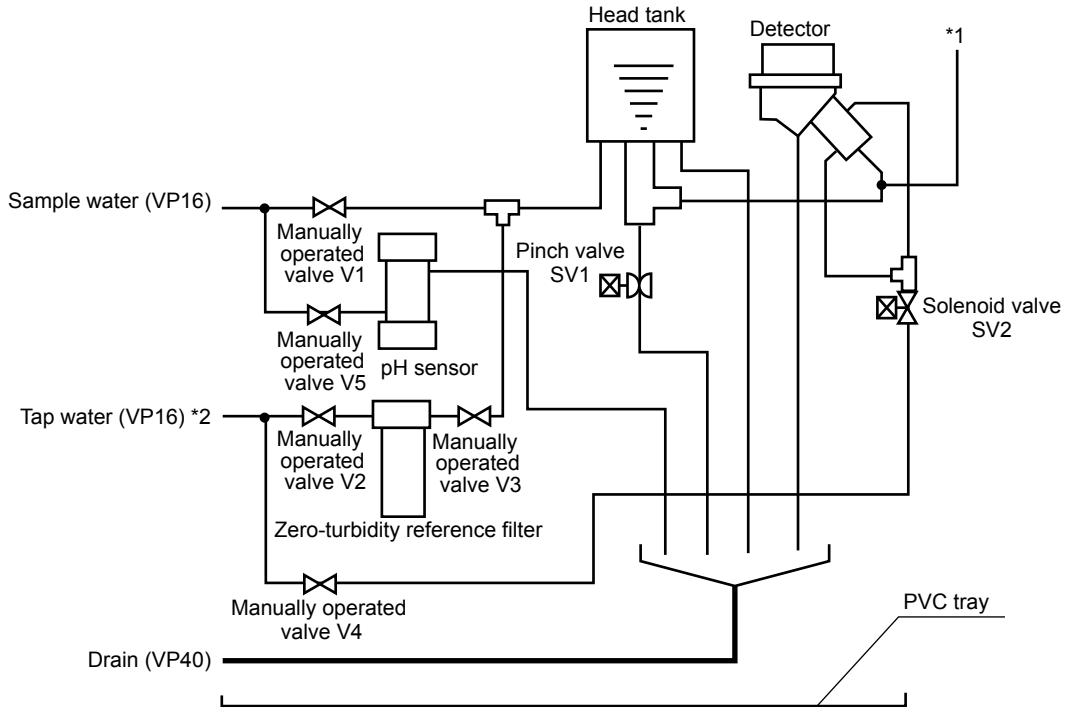 Head tank
Detector
*1
Sample water (VP16)
Manually
operated
valve V1
Pinch valve
SV1
Solenoid valve
SV2
Manually
operated
valve V5
pH sensor
Tap water (VP16) *2
Manually
operated
valve V2
Manually
operated
valve V3
Zero-turbidity reference filter
Manually operated
valve V4
PVC tray
Drain (VP40)